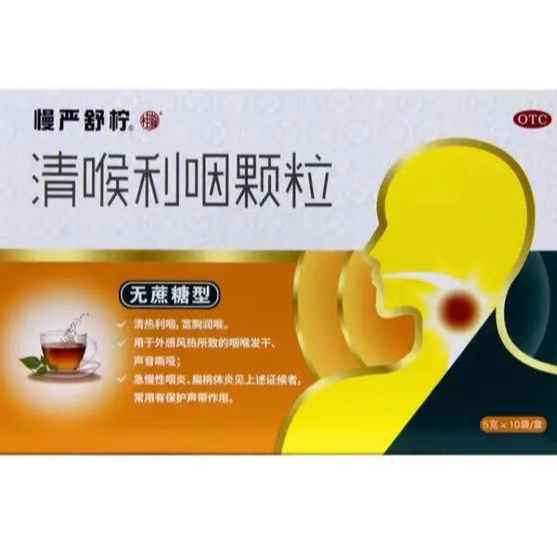 慢严舒柠®
OTC
清喉利咽颗粒
无蔗糖型
清热利咽,宽胸润喉。
用于外感风热所致的咽喉发干、
声音嘶哑;
急慢性咽炎、扁桃体炎见上述证候者,
常用有保护声带作用。
5克×10袋/盒